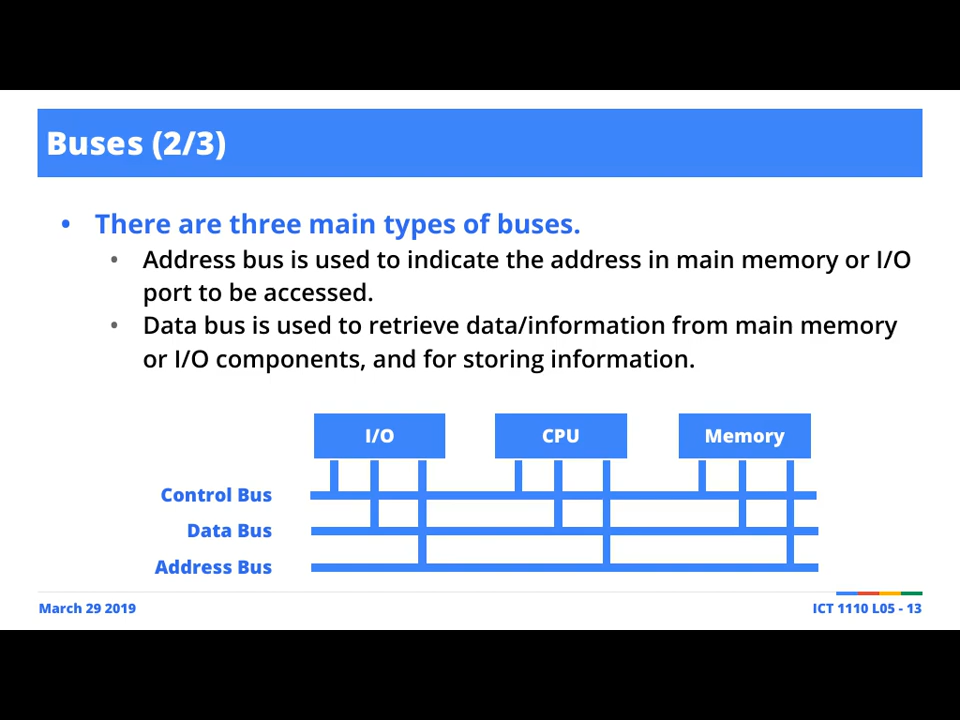 Buses (2/3)
• There are three main types of buses.
• Address bus is used to indicate the address in main memory or I/O
port to be accessed.
• Data bus is used to retrieve data/information from main memory
or I/O components, and for storing information.
I/O CPU Memory
Control Bus
Data Bus
Address Bus
March 29 2019 ICT 1110 L05 - 13